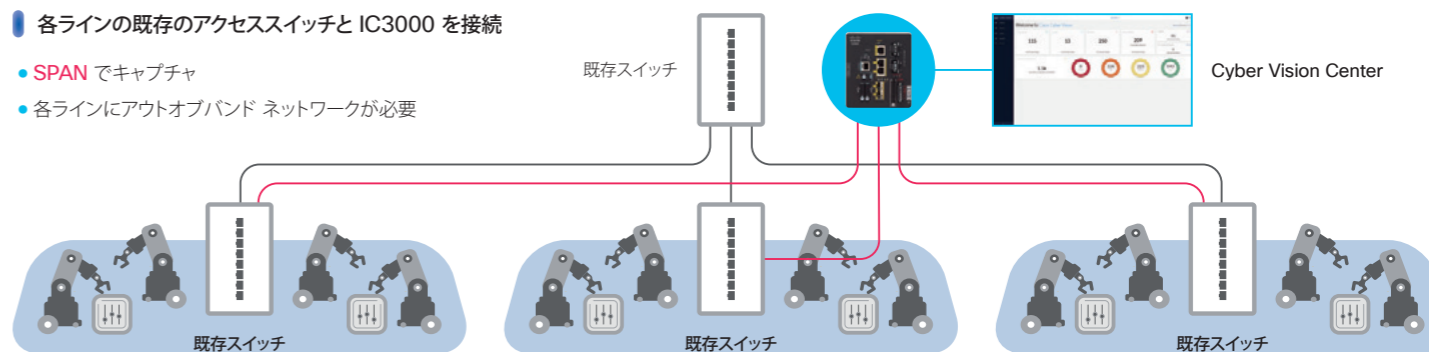 各ラインの既存のアクセススイッチと IC3000 を接続
• SPAN でキャプチャ
• 各ラインにアウトオブバンド ネットワークが必要
既存スイッチ
Cyber Vision Center
既存スイッチ
既存スイッチ
既存スイッチ